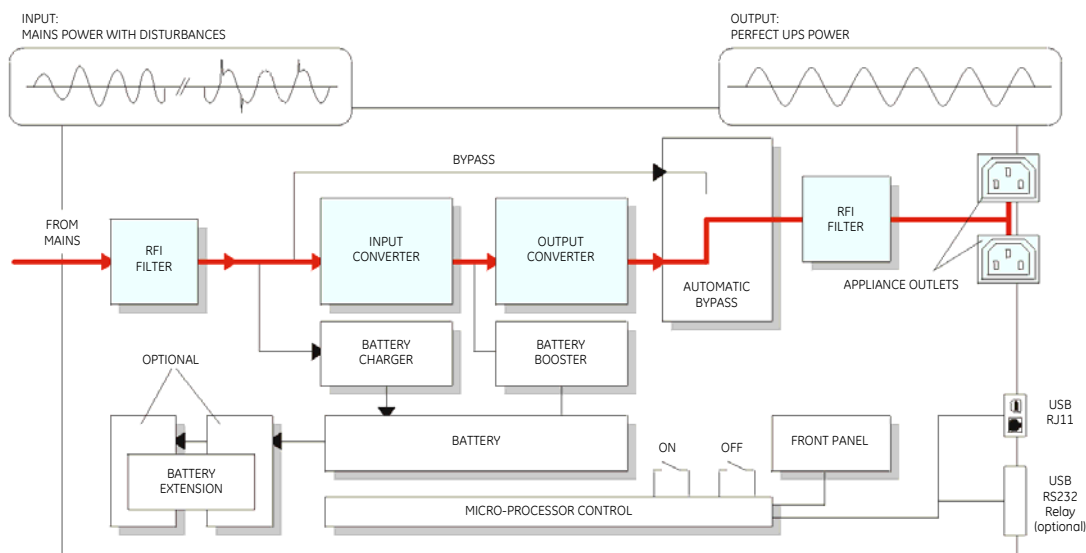 INPUT:
MAINS POWER WITH DISTURBANCES
OUTPUT:
PERFECT UPS POWER
BYPASS
FROM
MAINS
RFI
FILTER
INPUT
CONVERTER
OUTPUT
CONVERTER
AUTOMATIC
BYPASS
RFI
FILTER
APPLIANCE OUTLETS
BATTERY
CHARGER
BATTERY
BOOSTER
OPTIONAL
BATTERY
EXTENSION
BATTERY
ON
OFF
FRONT PANEL
MICRO-PROCESSOR CONTROL
USB
RJ11
USB
RS232
Relay
(optional)